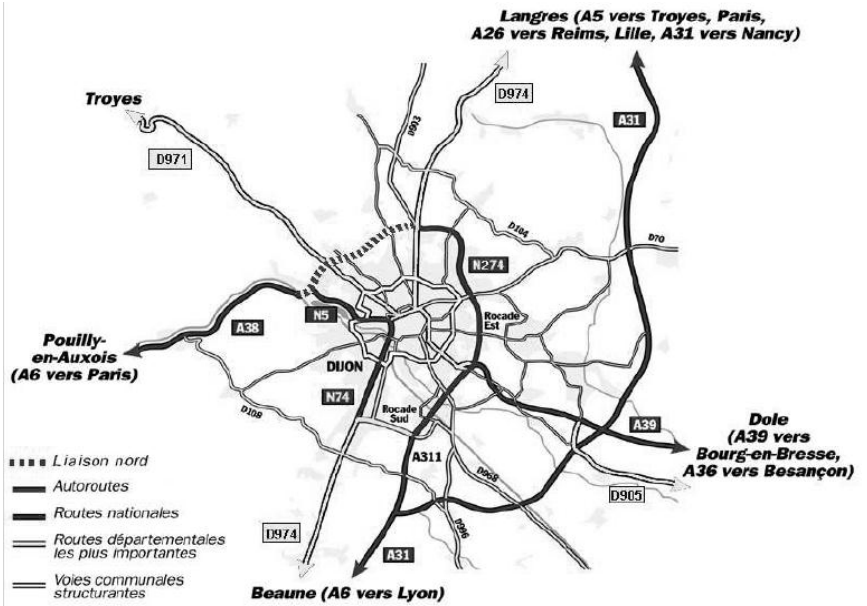 Langres (A5 vers Troyes, Paris,
A26 vers Reims, Lille, A31 vers Nancy)
Troyes
D974
D903
A31
D971
D104
D70
N274
N5
Rocade
Est
A38
Pouilly-
en-Auxois
(A6 vers Paris)
DIJON
N74
Rocade
Sud
D108
A39
Dole
(A39 vers
Bourg-en-Bresse,
A36 vers Besançon)
A311
D968
D905
D996
D974
A31
Beaune (A6 vers Lyon)
Liaison nord
Autoroutes
Routes nationales
Routes départementales
les plus importantes
Voies communales
structurantes